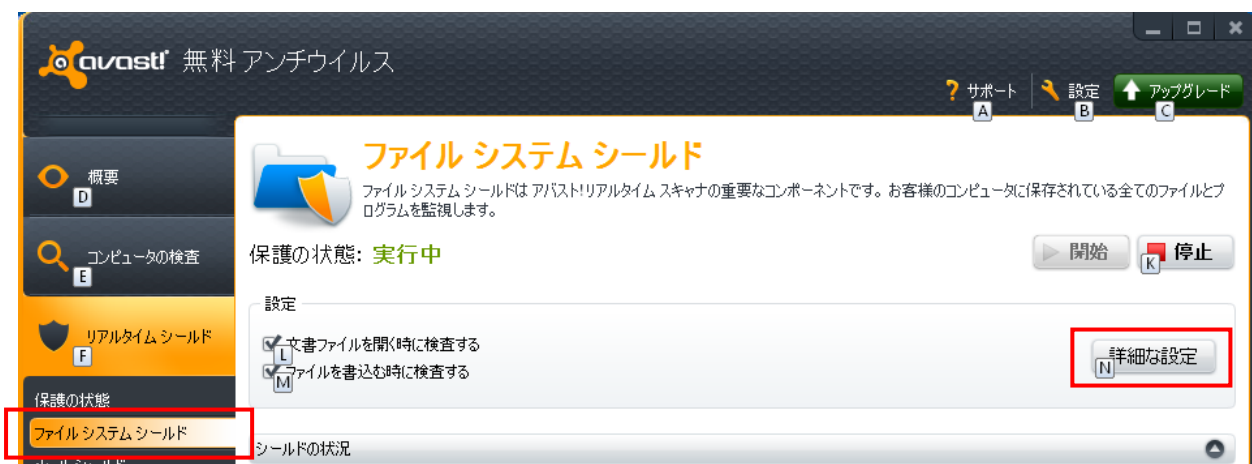 avast! 無料 アンチウイルス
サポート 設定 アップグレード
A B C
ファイル システム シールド
ファイル システム シールドは アバスト!リアルタイム スキャナの重要なコンポーネントです。お客様のコンピュータに保存されている全てのファイルとプ
ログラムを監視します。
概要
D
保護の状態: 実行中
開始 停止
K
コンピュータの検査
E
設定
リアルタイム シールド
F
文書ファイルを開く時に検査する
L
ファイルを書込む時に検査する
M
詳細な設定
N
保護の状態
ファイル システム シールド
シールドの状況